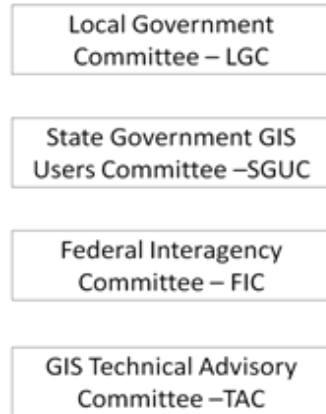 Local Government
Committee – LGC
State Government GIS
Users Committee –SGUC
Federal Interagency
Committee – FIC
GIS Technical Advisory
Committee –TAC